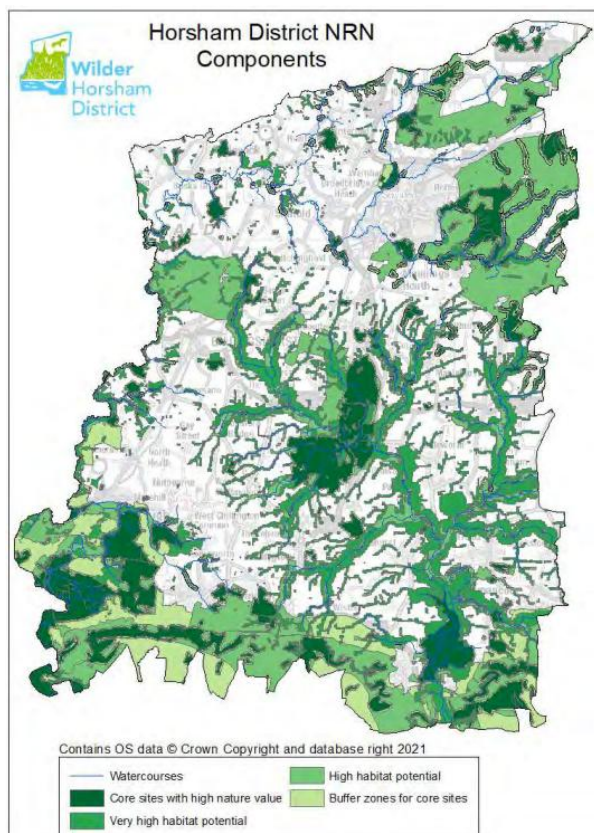 Horsham District NRN
Components
Wilder
Horsham
District
Contains OS data © Crown Copyright and database right 2021
Watercourses
Core sites with high nature value
Very high habitat potential
High habitat potential
Buffer zones for core sites